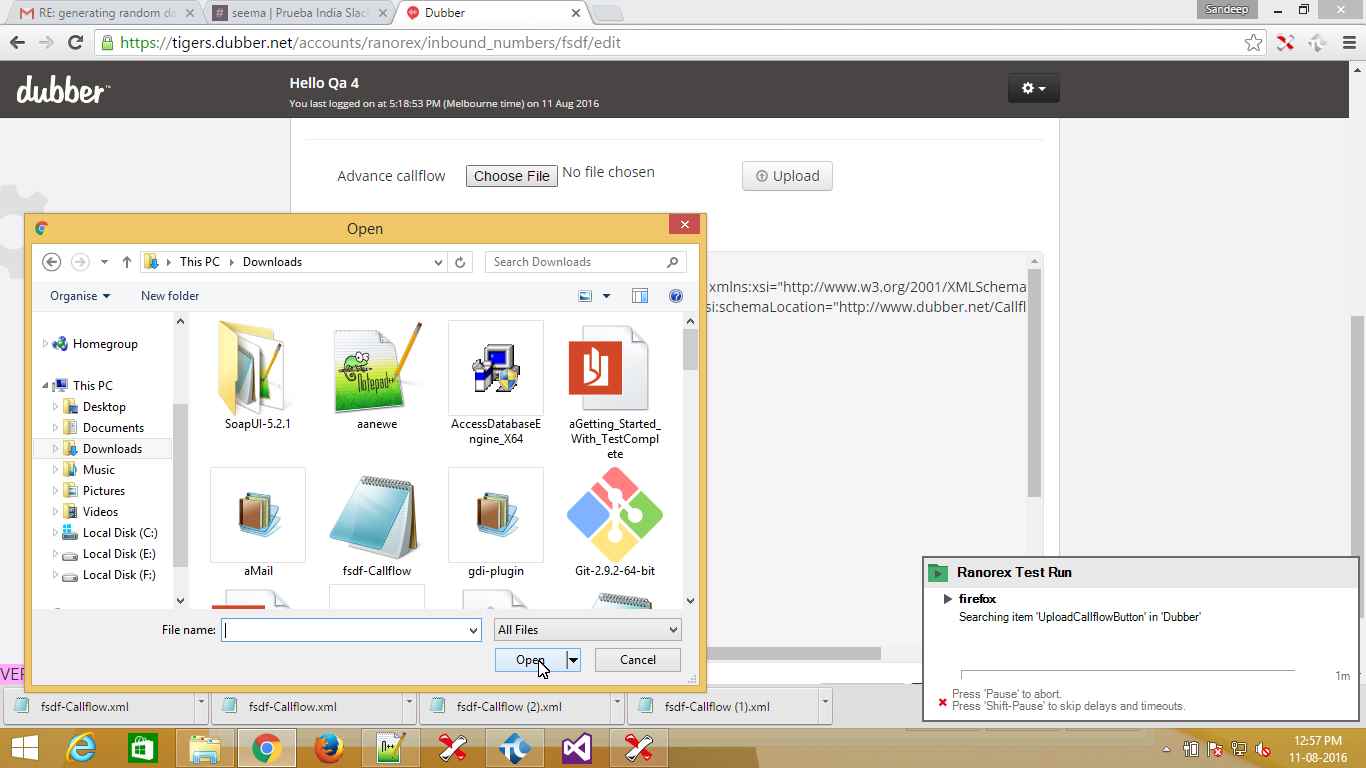 RE: generating random da
seema | Prueba India Slac
Dubber
Sandeep
https://tigers.dubber.net/accounts/ranorex/inbound_numbers/fsdf/edit
dubber™
Hello Qa 4
You last logged on at 5:18:53 PM (Melbourne time) on 11 Aug 2016
Advance callflow
Choose File
No file chosen
Upload
Open
This PC
Downloads
Search Downloads
Organise
New folder
xmlns:xsi="http://www.w3.org/2001/XMLSchema
si:schemaLocation="http://www.dubber.net/Callfl
Homegroup
This PC
Desktop
Documents
Downloads
Music
Pictures
Videos
Local Disk (C:)
Local Disk (E:)
Local Disk (F:)
SoapUI-5.2.1
aanewe
Notepad++
AccessDatabaseE
ngine_X64
aGetting_Started_
With_TestComple
te
aMail
fsdf-Callflow
gdi-plugin
Git-2.9.2-64-bit
File name:
All Files
Open
Cancel
Ranorex Test Run
firefox
Searching item 'UploadCallflowButton' in 'Dubber'
1m
Press 'Pause' to abort.
Press 'Shift-Pause' to skip delays and timeouts.
VER
fsdf-Callflow.xml
fsdf-Callflow.xml
fsdf-Callflow (2).xml
fsdf-Callflow (1).xml
12:57 PM
11-08-2016